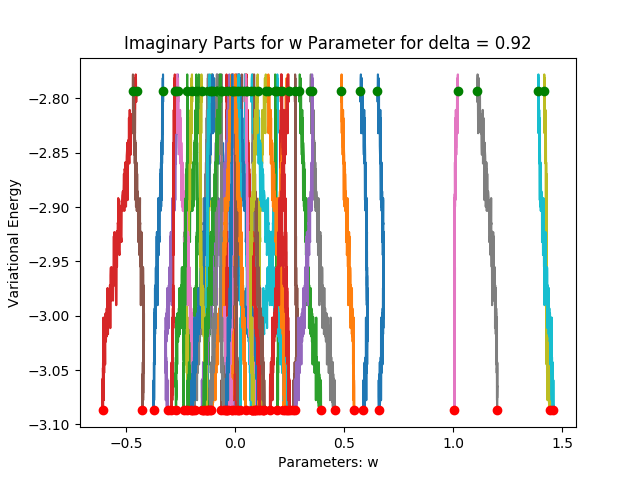 Imaginary Parts for w Parameter for delta = 0.92
Variational Energy
−2.80
−2.85
−2.90
−2.95
−3.00
−3.05
−3.10
−0.5 0.0 0.5 1.0 1.5
Parameters: w